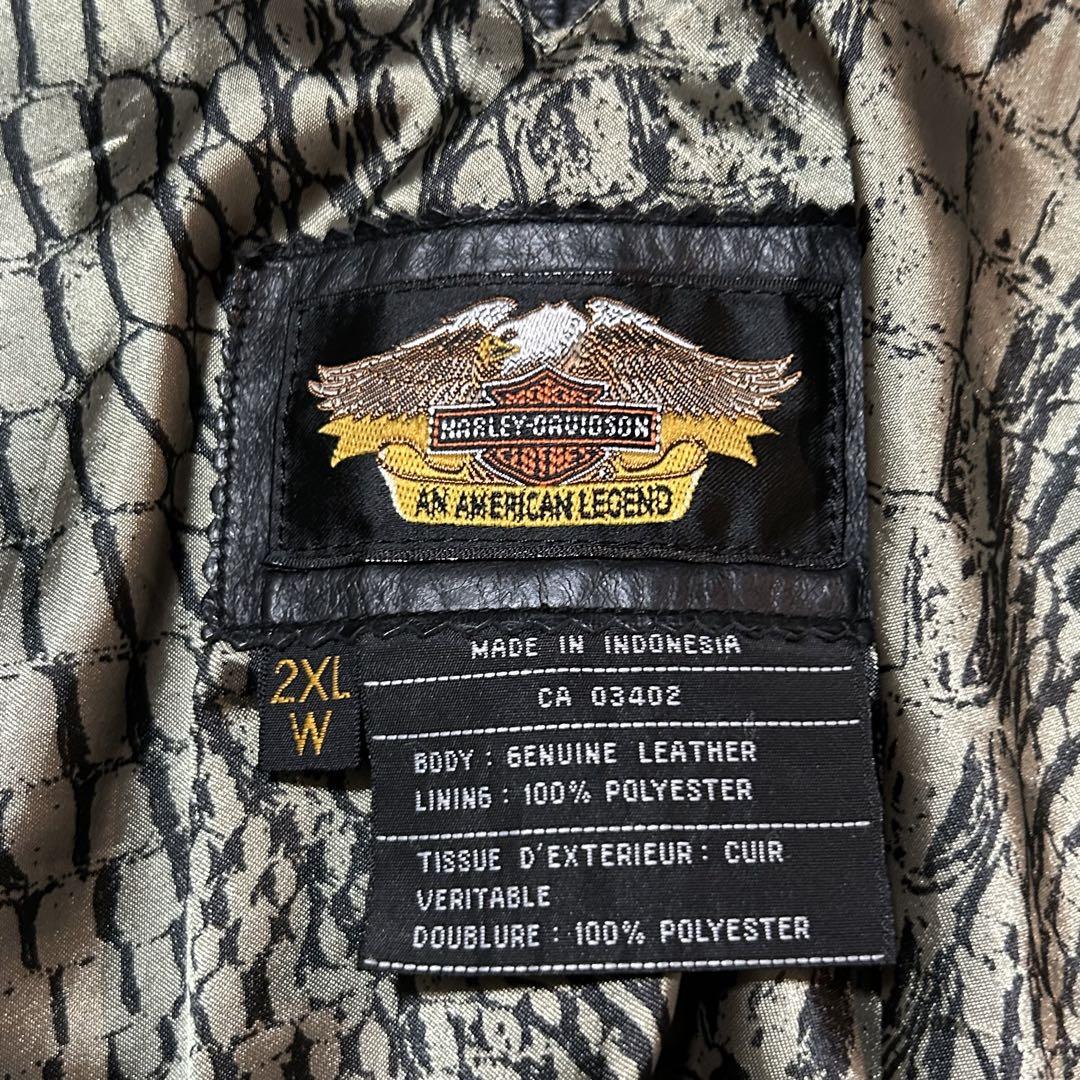 HARLEY-DAVIDSON
AN AMERICAN LEGEND
2XL
W
MADE IN INDONESIA
CA 03402
BODY : GENUINE LEATHER
LINING : 100% POLYESTER
TISSUE D'EXTERIEUR : CUIR
VERITABLE
DOUBLURE : 100% POLYESTER